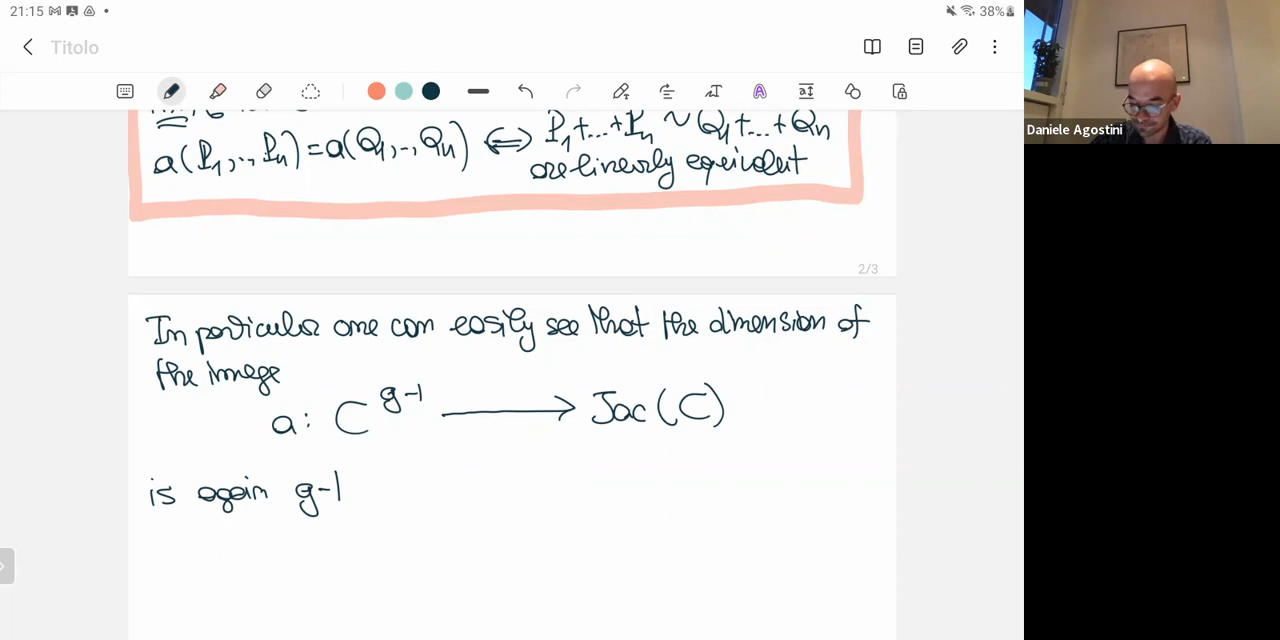 21:15
38%
Titolo
a(P₁,..,Pₙ)=a(Q₁,..,Qₙ) ⟺ P₁+...+Pₙ ~ Q₁+...+Qₙ
are linearly equivalent
2/3
In particular one can easily see that the dimension of
the image
a: C^{g-1} ⟶ Jac(C)
is again g-1
Daniele Agostini